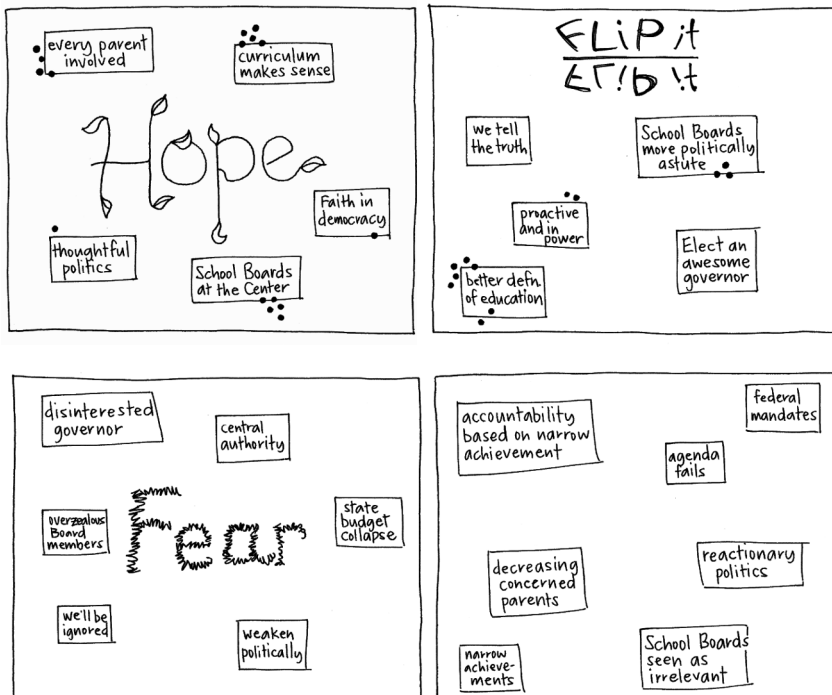 every parent
involved
curriculum
makes sense
Hope
Faith in
democracy
thoughtful
politics
School Boards
at the Center
FLiP it
FLiP it
we tell
the truth
School Boards
more politically
astute
proactive
and in
power
Elect an
awesome
governor
better defn.
of education
disinterested
governor
central
authority
overzealous
Board
members
Fear
state
budget
collapse
we'll be
ignored
weaken
politically
accountability
based on narrow
achievement
federal
mandates
agenda
fails
decreasing
concerned
parents
reactionary
politics
narrow
achieve-
ments
School Boards
seen as
irrelevant